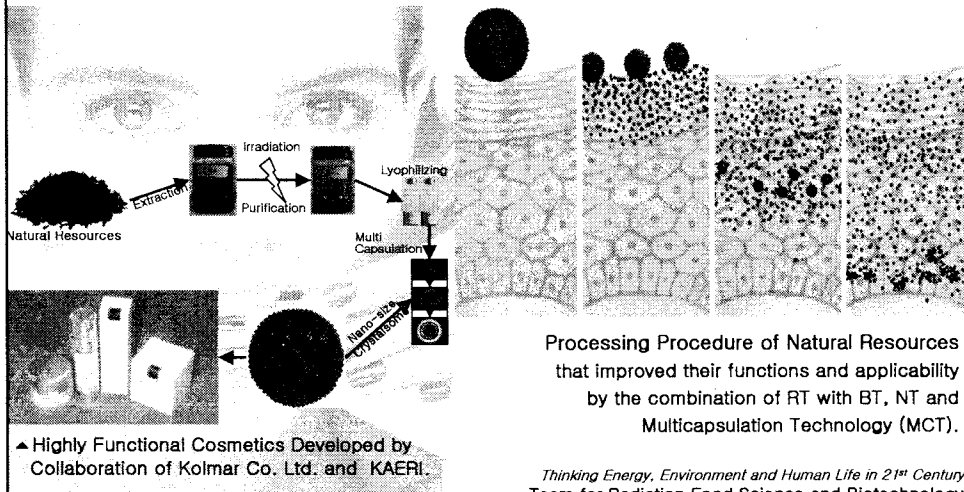 Irradiation
Lyophilizing
Extraction
Purification
Natural Resources
Multi
Capsulation
Nano-size
Crystalsome
▲ Highly Functional Cosmetics Developed by
Collaboration of Kolmar Co. Ltd. and KAERI.
Processing Procedure of Natural Resources
that improved their functions and applicability
by the combination of RT with BT, NT and
Multicapsulation Technology (MCT).
Thinking Energy, Environment and Human Life in 21st Century
Team for Radiation Food Science and Biotechnology